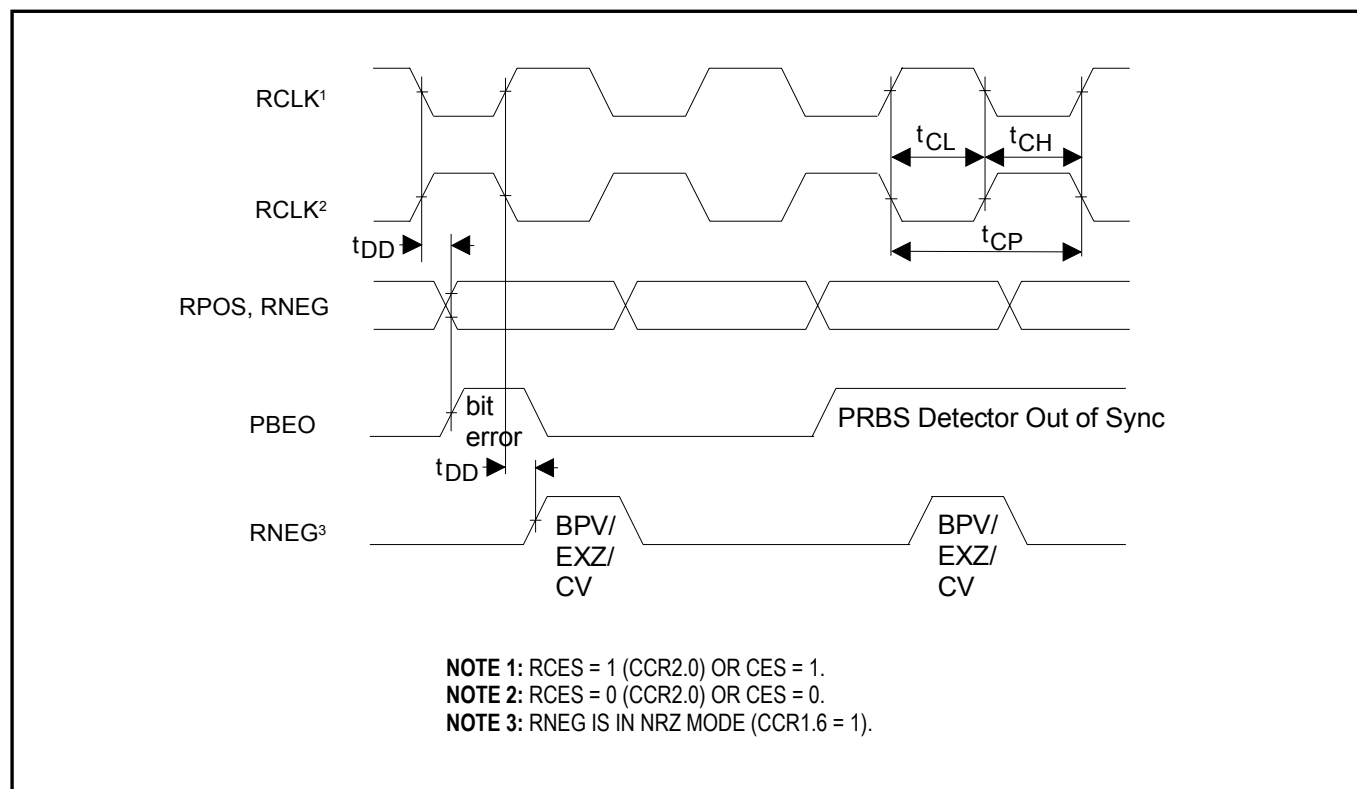 RCLK¹
tCL
tCH
RCLK²
tDD
tCP
RPOS, RNEG
PBEO
bit
error
PRBS Detector Out of Sync
tDD
RNEG³
BPV/
EXZ/
CV
BPV/
EXZ/
CV
NOTE 1: RCES = 1 (CCR2.0) OR CES = 1.
NOTE 2: RCES = 0 (CCR2.0) OR CES = 0.
NOTE 3: RNEG IS IN NRZ MODE (CCR1.6 = 1).